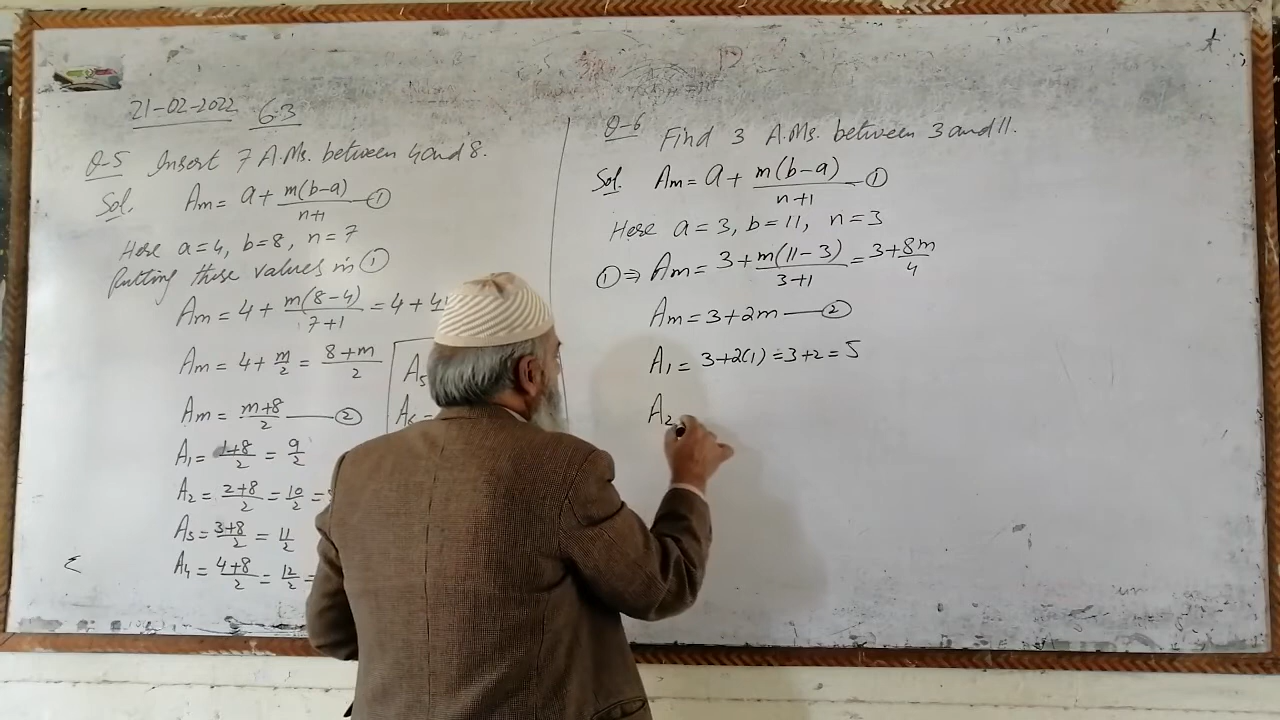 21-02-2022 6.3
Q-5 Insert 7 A.Ms. between 4 and 8.
Sol. Am = a + m(b-a)/n+1 —①
Here a=4, b=8, n=7
Putting these values in ①
Am = 4 + m(8-4)/7+1 = 4 + 4
Am = 4 + m/2 = 8+m/2
Am = m+8/2 —②
A₁ = 1+8/2 = 9/2
A₂ = 2+8/2 = 10/2 =
A₃ = 3+8/2 = 11/2
A₄ = 4+8/2 = 12/2 =
A₅
A₆ =
Q-6 Find 3 A.Ms. between 3 and 11.
Sol. Am = a + m(b-a)/n+1 —①
Here a=3, b=11, n=3
① ⇒ Am = 3 + m(11-3)/3+1 = 3+8m/4
Am = 3+2m —②
A₁ = 3+2(1) = 3+2 = 5
A₂